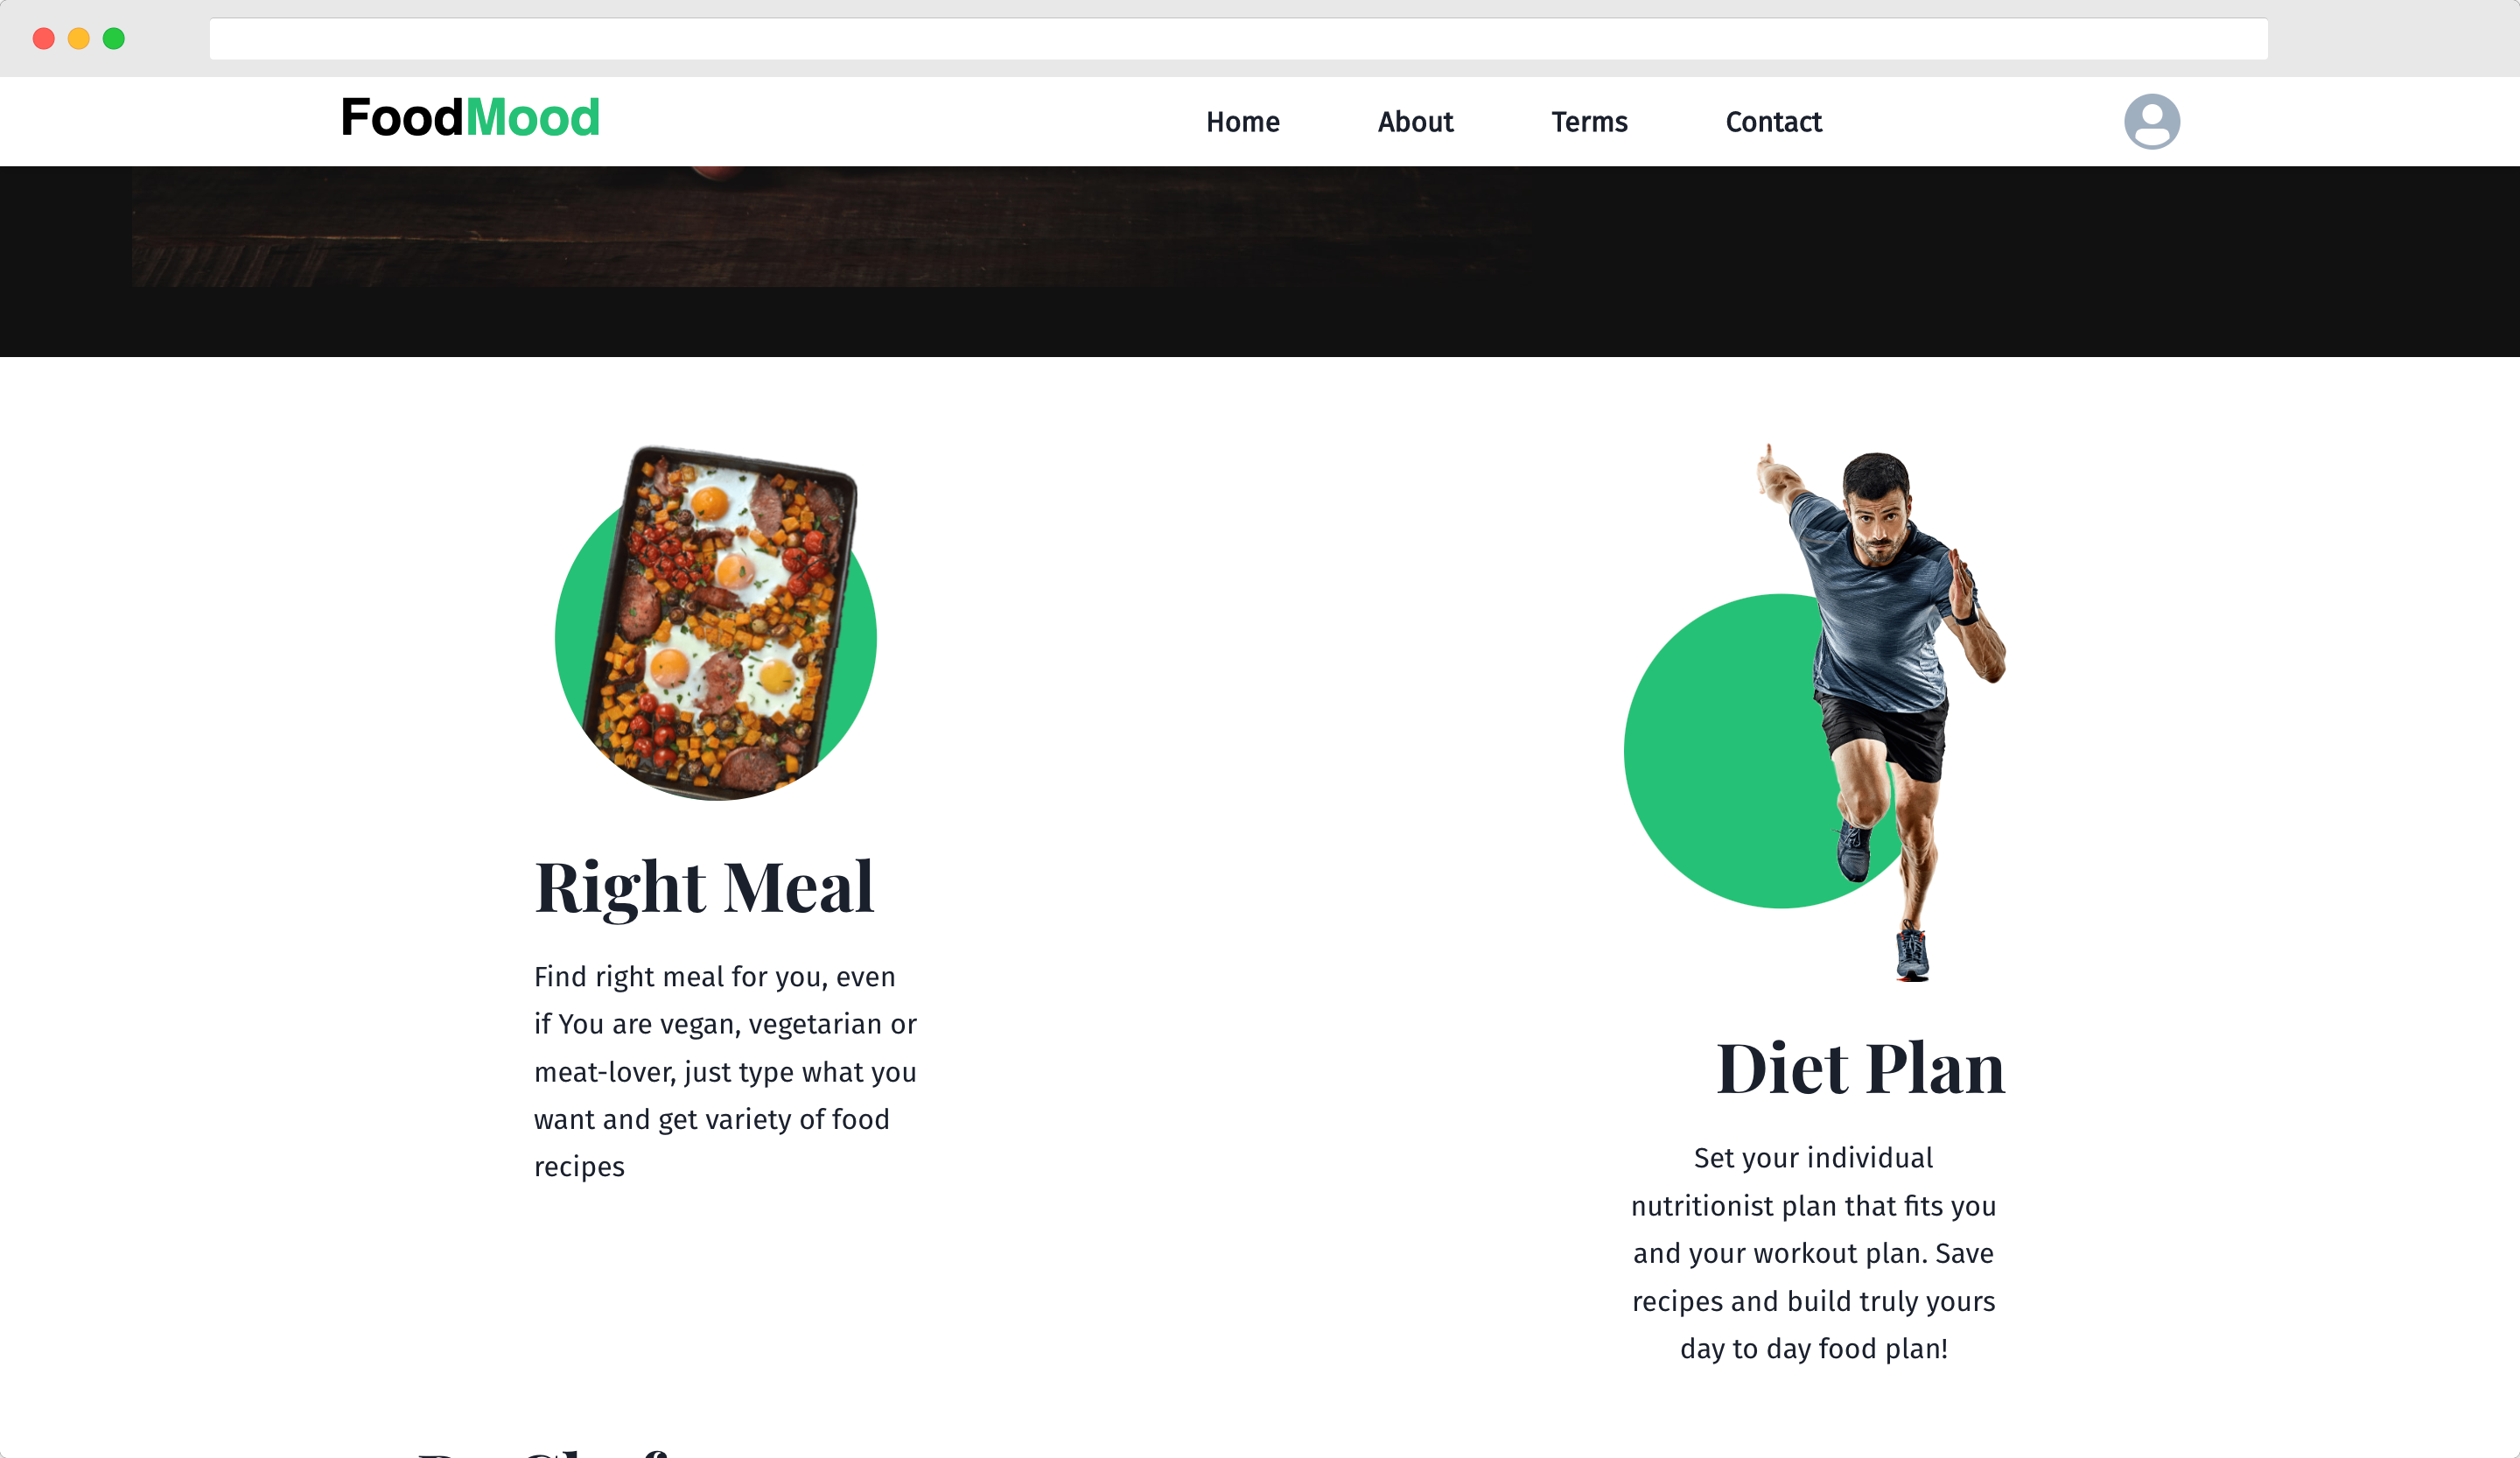 FoodMood
Home About Terms Contact
Right Meal
Find right meal for you, even
if You are vegan, vegetarian or
meat-lover, just type what you
want and get variety of food
recipes
Diet Plan
Set your individual
nutritionist plan that fits you
and your workout plan. Save
recipes and build truly yours
day to day food plan!